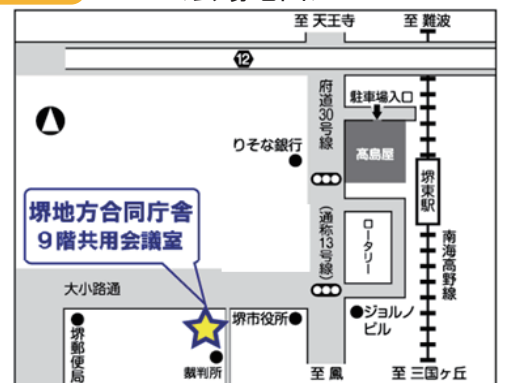 至 天王寺
至 難波
12
府道30号線
駐車場入口
りそな銀行
高島屋
堺東駅
堺地方合同庁舎
9階共用会議室
(通称13号線)
ロータリー
南海高野線
大小路通
堺市役所
ジョルノ
ビル
堺郵便局
裁判所
至 鳳
至 三国ヶ丘